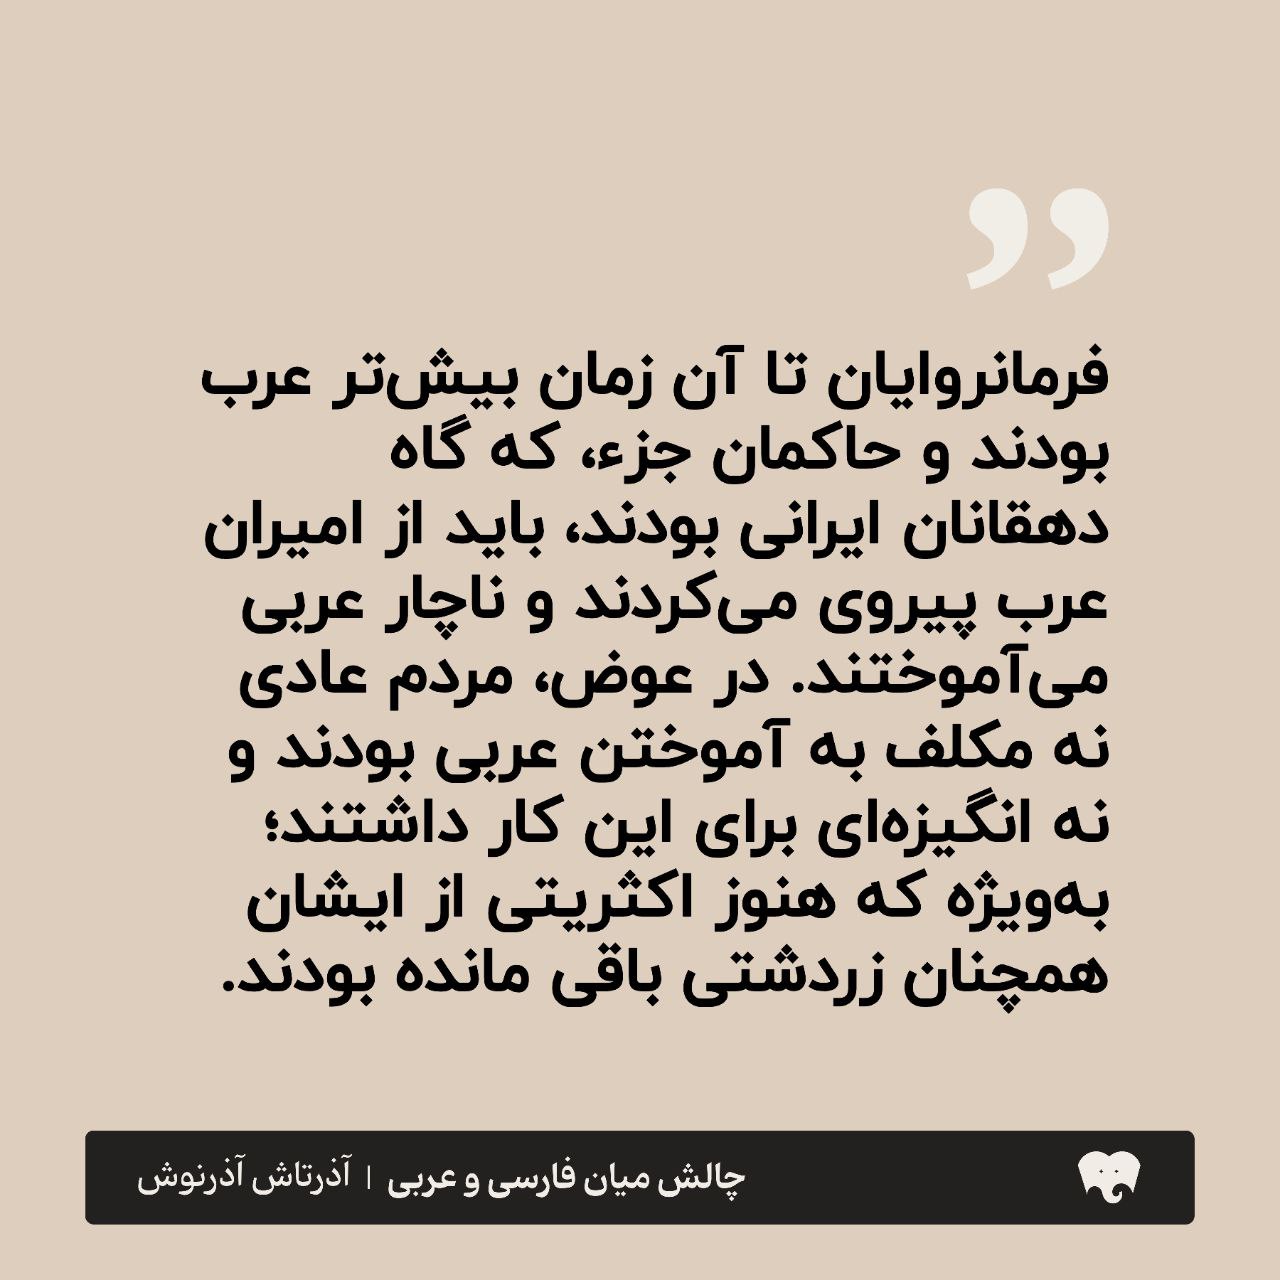 ”
فرمانروایان تا آن زمان بیش‌تر عرب
بودند و حاکمان جزء، که گاه
دهقانان ایرانی بودند، باید از امیران
عرب پیروی می‌کردند و ناچار عربی
می‌آموختند. در عوض، مردم عادی
نه مکلف به آموختن عربی بودند و
نه انگیزه‌ای برای این کار داشتند؛
به‌ویژه که هنوز اکثریتی از ایشان
همچنان زردشتی باقی مانده بودند.
چالش میان فارسی و عربی | آذرتاش آذرنوش